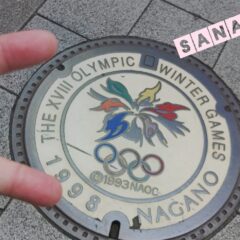 SANA
THE XVIII OLYMPIC WINTER GAMES
©1993NAOC
NAGANO 1998